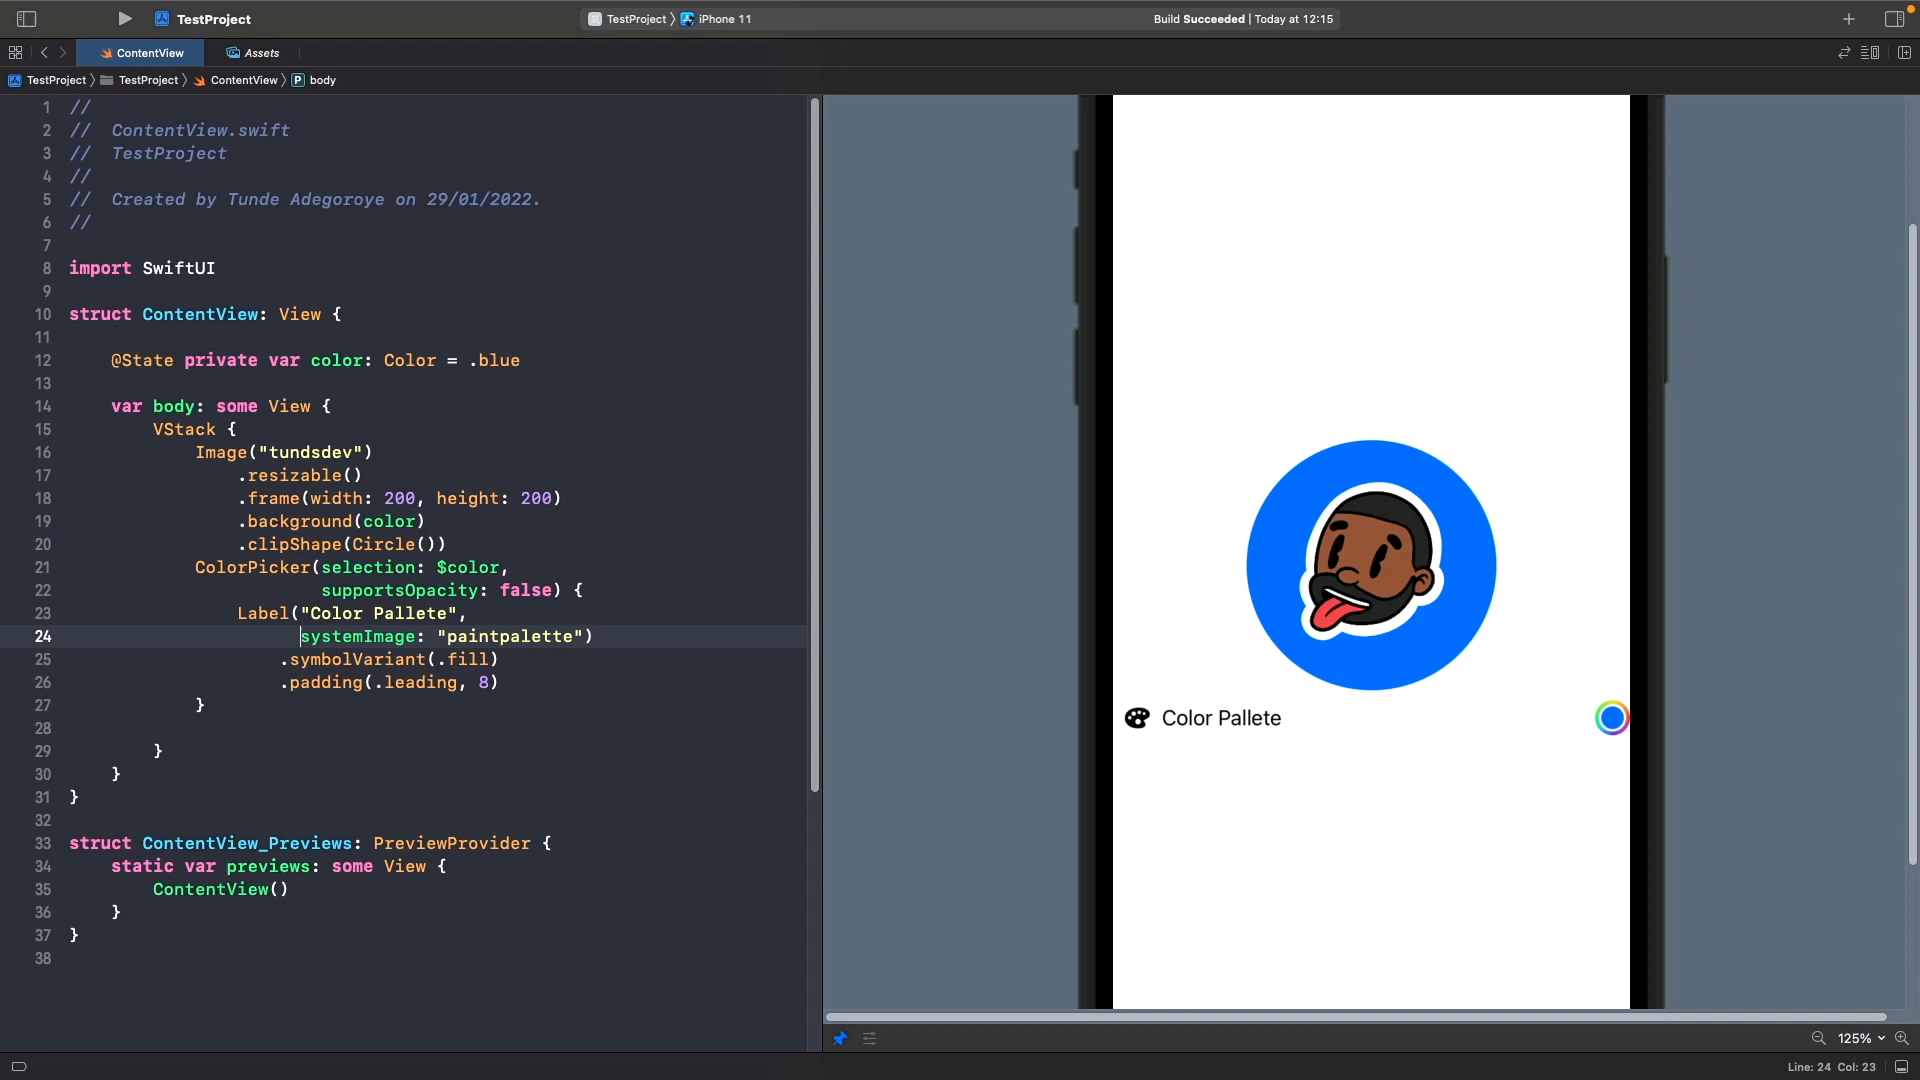 TestProject
TestProject 〉 iPhone 11
Build Succeeded | Today at 12:15
ContentView
Assets
TestProject 〉 TestProject 〉 ContentView 〉 P body
1 //
2 //  ContentView.swift
3 //  TestProject
4 //
5 //  Created by Tunde Adegoroye on 29/01/2022.
6 //
7
8 import SwiftUI
9
10 struct ContentView: View {
11
12     @State private var color: Color = .blue
13
14     var body: some View {
15         VStack {
16             Image("tundsdev")
17                 .resizable()
18                 .frame(width: 200, height: 200)
19                 .background(color)
20                 .clipShape(Circle())
21             ColorPicker(selection: $color,
22                         supportsOpacity: false) {
23                 Label("Color Pallete",
24                       systemImage: "paintpalette")
25                     .symbolVariant(.fill)
26                     .padding(.leading, 8)
27             }
28
29         }
30     }
31 }
32
33 struct ContentView_Previews: PreviewProvider {
34     static var previews: some View {
35         ContentView()
36     }
37 }
38
Color Pallete
125%
Line: 24 Col: 23